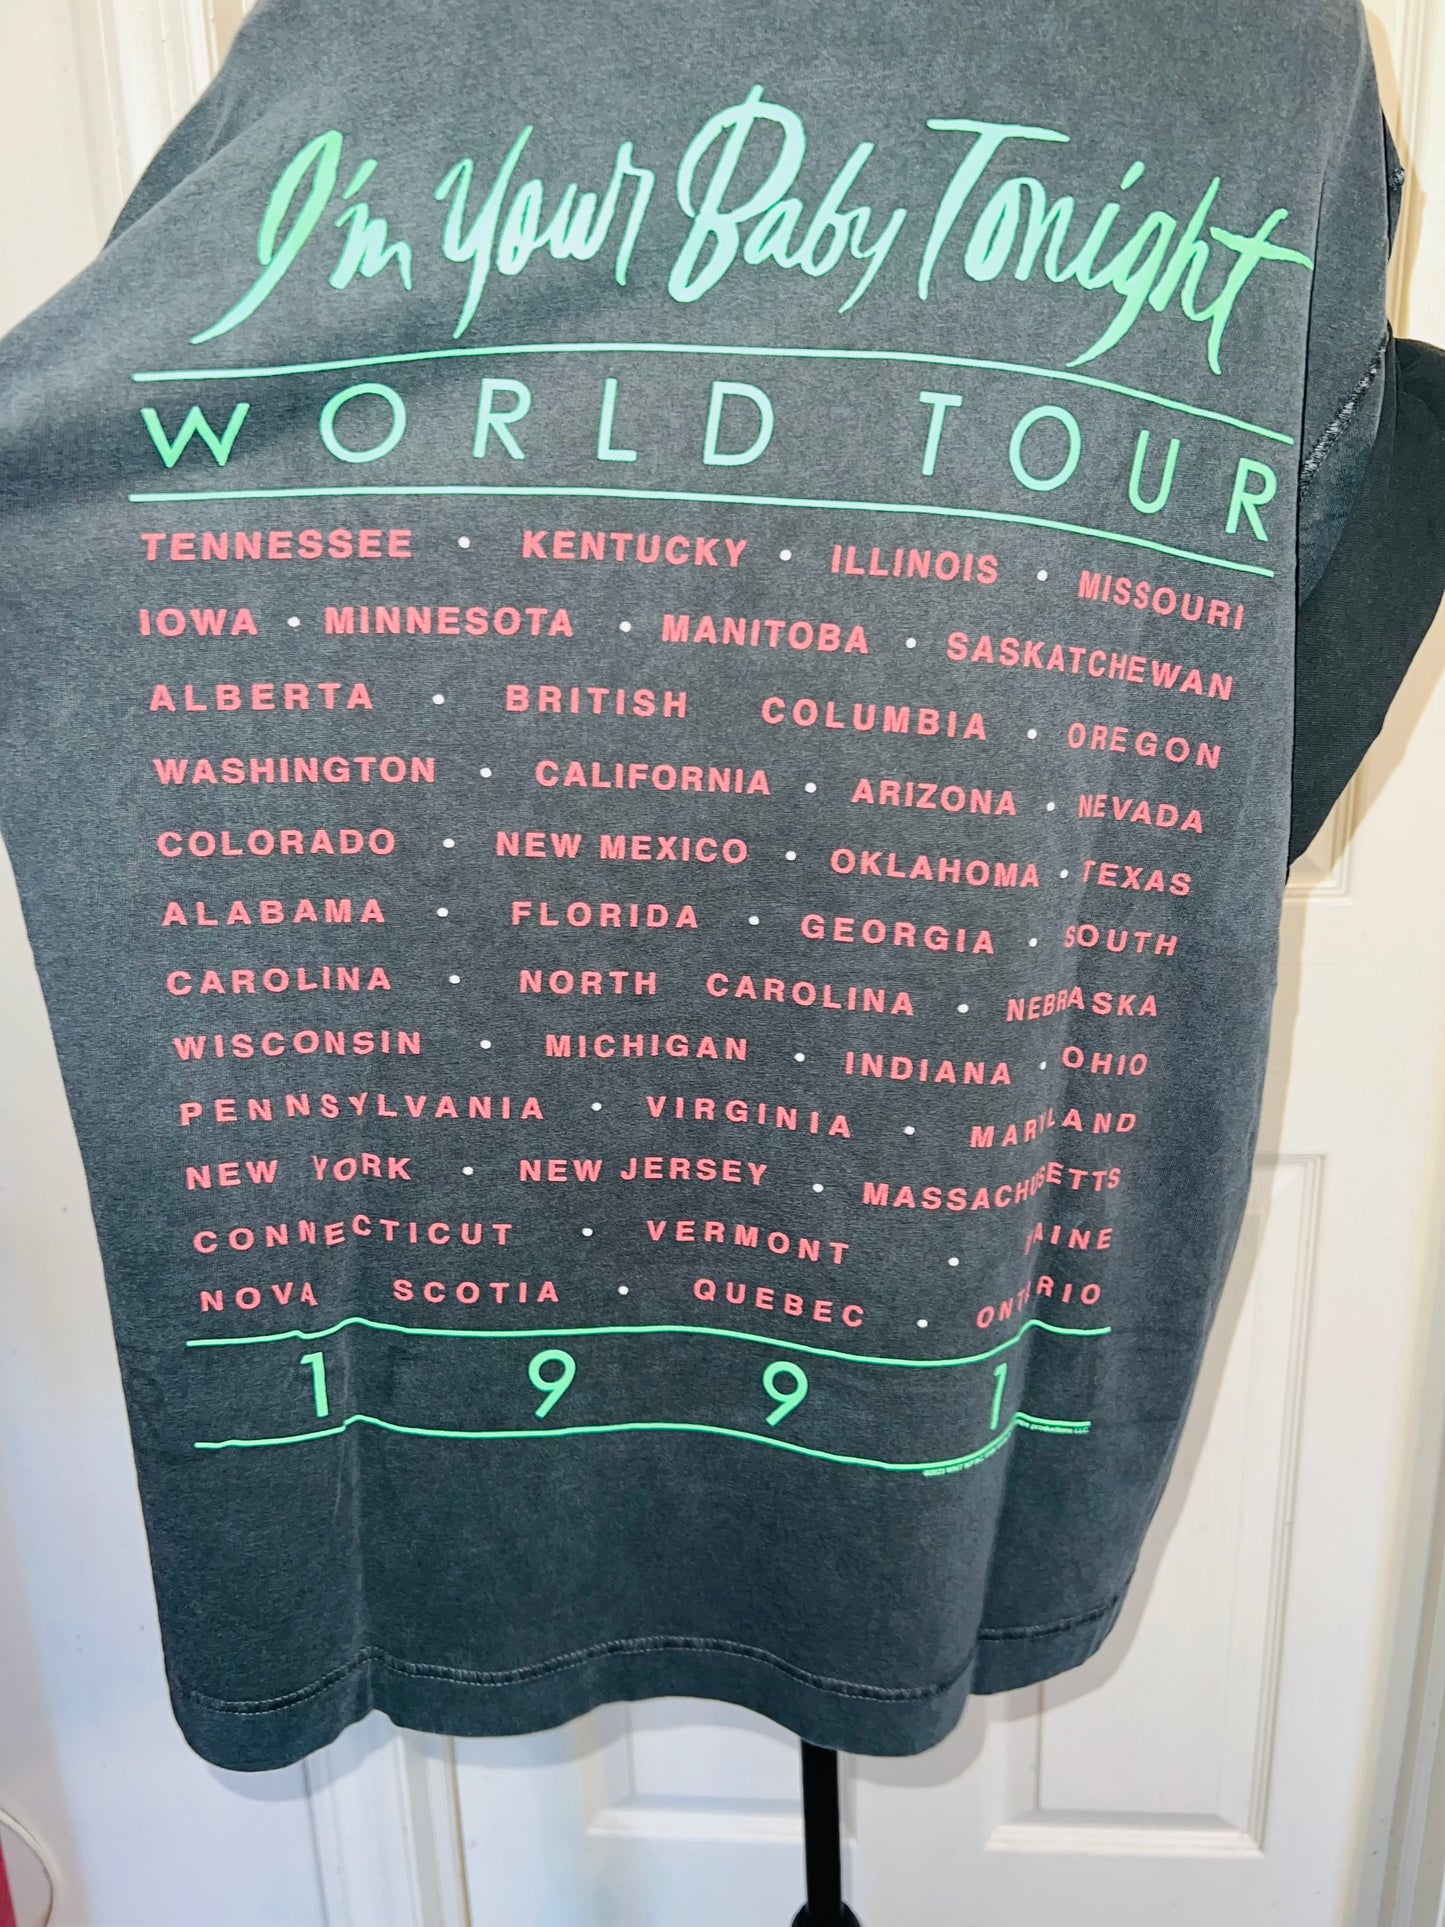 I'm Your Baby Tonight
WORLD TOUR
TENNESSEE • KENTUCKY • ILLINOIS • MISSOURI
IOWA • MINNESOTA • MANITOBA • SASKATCHEWAN
ALBERTA • BRITISH COLUMBIA • OREGON
WASHINGTON • CALIFORNIA • ARIZONA • NEVADA
COLORADO • NEW MEXICO • OKLAHOMA • TEXAS
ALABAMA • FLORIDA • GEORGIA • SOUTH
CAROLINA • NORTH CAROLINA • NEBRASKA
WISCONSIN • MICHIGAN • INDIANA • OHIO
PENNSYLVANIA • VIRGINIA • MARYLAND
NEW YORK • NEW JERSEY • MASSACHUSETTS
CONNECTICUT • VERMONT • MAINE
NOVA SCOTIA • QUEBEC • ONTARIO
1991
productions LLC.